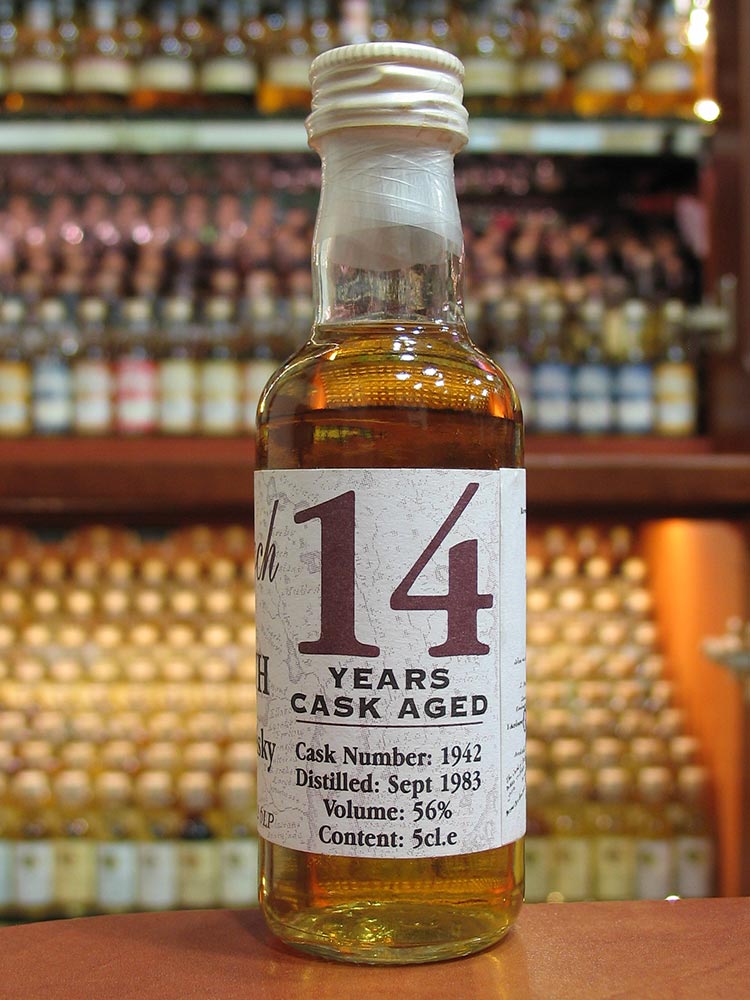 14
YEARS
CASK AGED
Cask Number: 1942
Distilled: Sept 1983
Volume: 56%
Content: 5cl.e